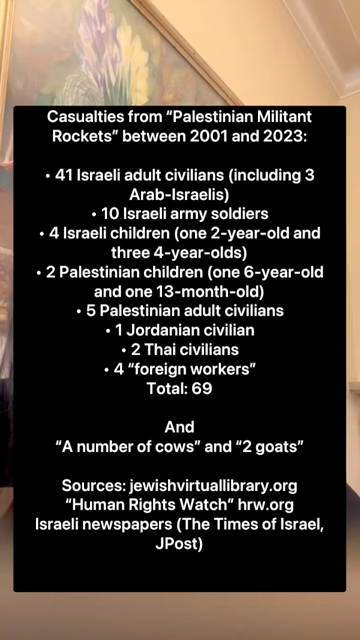 Casualties from “Palestinian Militant
Rockets” between 2001 and 2023:
• 41 Israeli adult civilians (including 3
Arab-Israelis)
• 10 Israeli army soldiers
• 4 Israeli children (one 2-year-old and
three 4-year-olds)
• 2 Palestinian children (one 6-year-old
and one 13-month-old)
• 5 Palestinian adult civilians
• 1 Jordanian civilian
• 2 Thai civilians
• 4 “foreign workers”
Total: 69
And
“A number of cows” and “2 goats”
Sources: jewishvirtuallibrary.org
“Human Rights Watch” hrw.org
Israeli newspapers (The Times of Israel,
JPost)